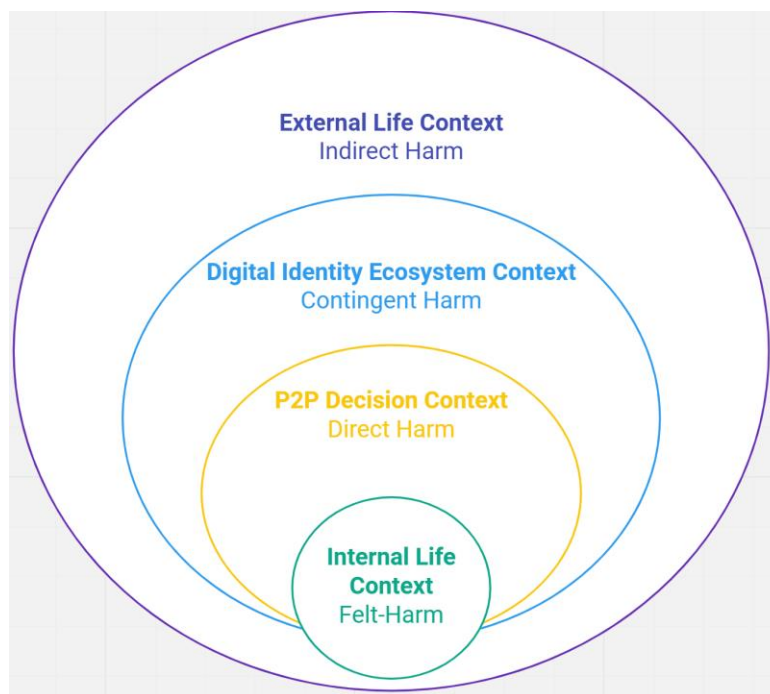 External Life Context
Indirect Harm
Digital Identity Ecosystem Context
Contingent Harm
P2P Decision Context
Direct Harm
Internal Life
Context
Felt-Harm